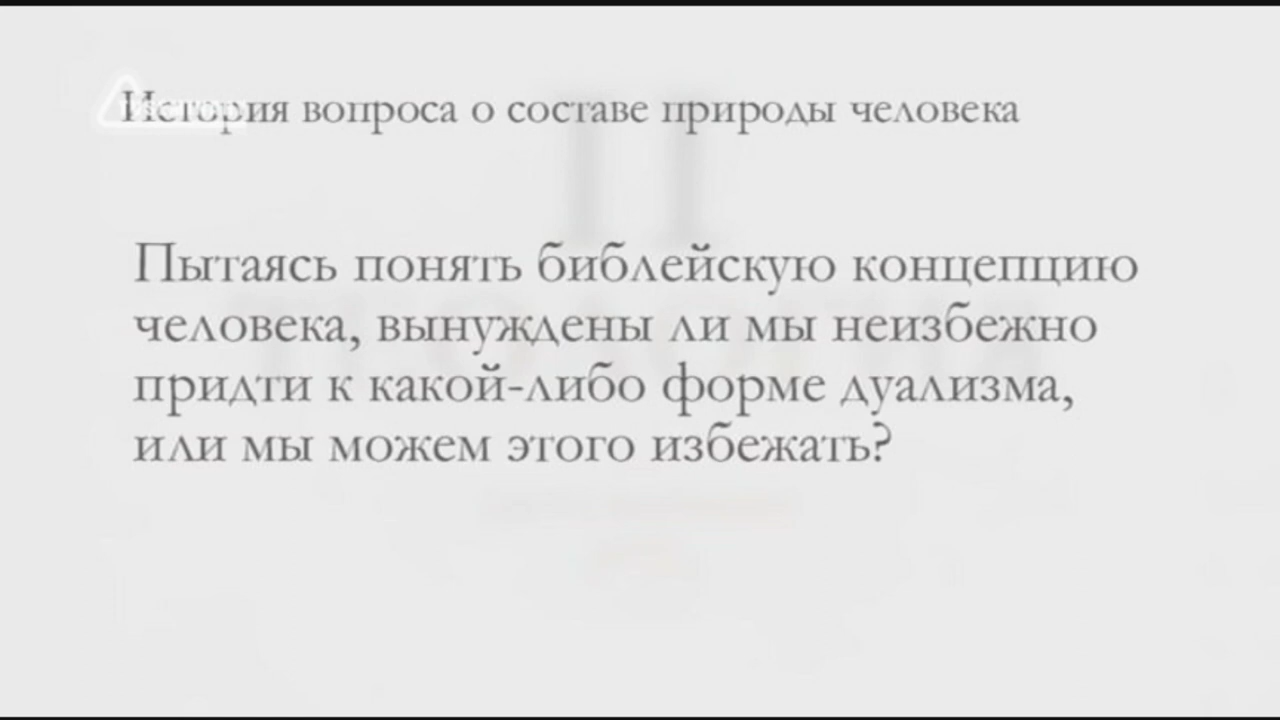 История вопроса о составе природы человека
Пытаясь понять библейскую концепцию
человека, вынуждены ли мы неизбежно
придти к какой-либо форме дуализма,
или мы можем этого избежать?